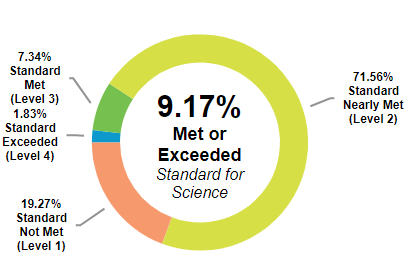 7.34%
Standard
Met
(Level 3)
1.83%
Standard
Exceeded
(Level 4)
19.27%
Standard
Not Met
(Level 1)
9.17%
Met or
Exceeded
Standard for
Science
71.56%
Standard
Nearly Met
(Level 2)